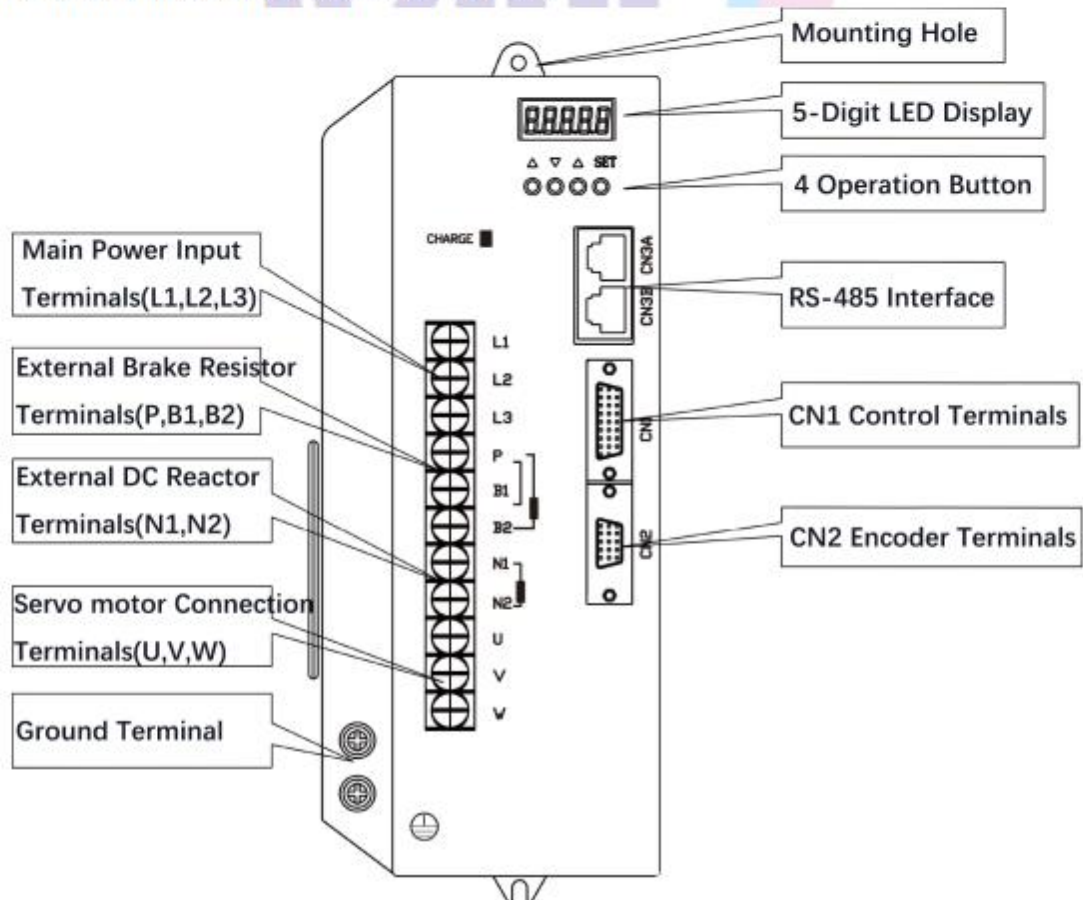 Mounting Hole
5-Digit LED Display
88888
SET
4 Operation Button
CHARGE
CN3A
CN3B
RS-485 Interface
Main Power Input
Terminals(L1,L2,L3)
External Brake Resistor
Terminals(P,B1,B2)
External DC Reactor
Terminals(N1,N2)
Servo motor Connection
Terminals(U,V,W)
Ground Terminal
L1
L2
L3
P
B1
B2
N1
N2
U
V
W
CN1
CN1 Control Terminals
CN2
CN2 Encoder Terminals